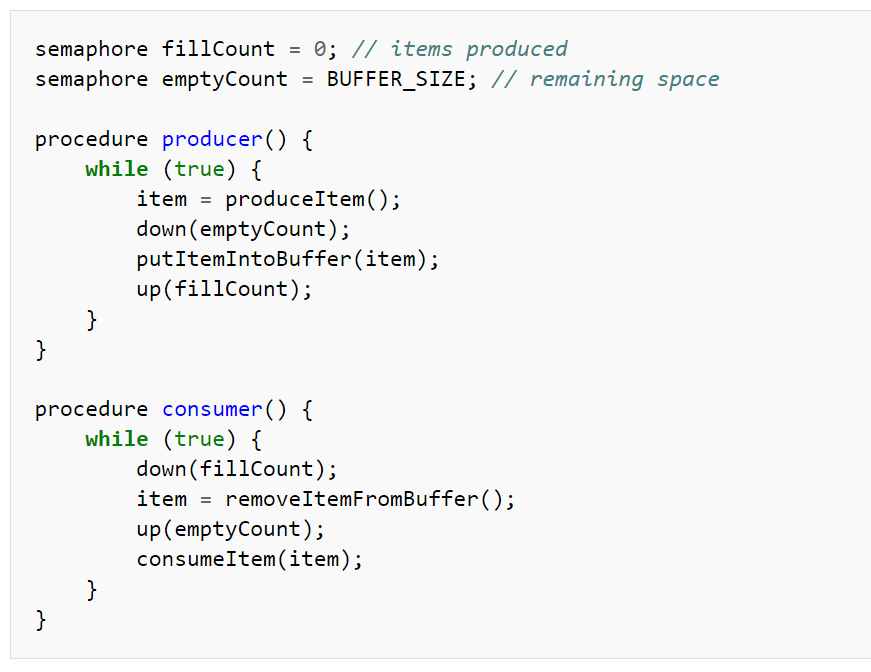 semaphore fillCount = 0; // items produced
semaphore emptyCount = BUFFER_SIZE; // remaining space

procedure producer() {
    while (true) {
        item = produceItem();
        down(emptyCount);
        putItemIntoBuffer(item);
        up(fillCount);
    }
}

procedure consumer() {
    while (true) {
        down(fillCount);
        item = removeItemFromBuffer();
        up(emptyCount);
        consumeItem(item);
    }
}